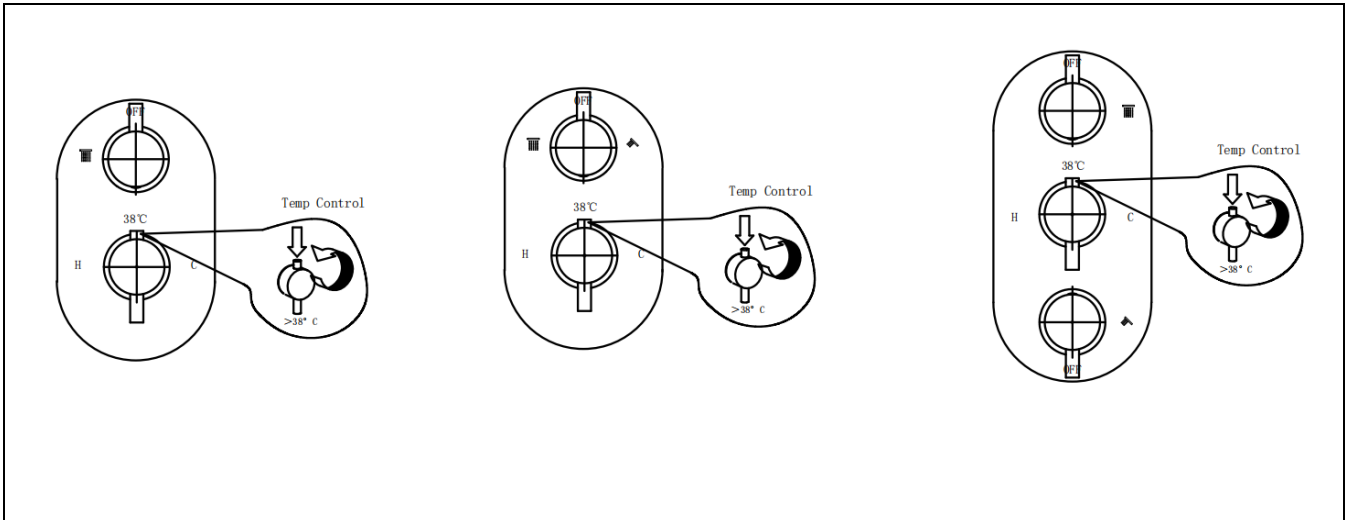 OFF
Temp Control
38℃
H
C
>38° C
OFF
Temp Control
38℃
H
C
>38° C
OFF
Temp Control
38℃
H
C
>38° C
OFF